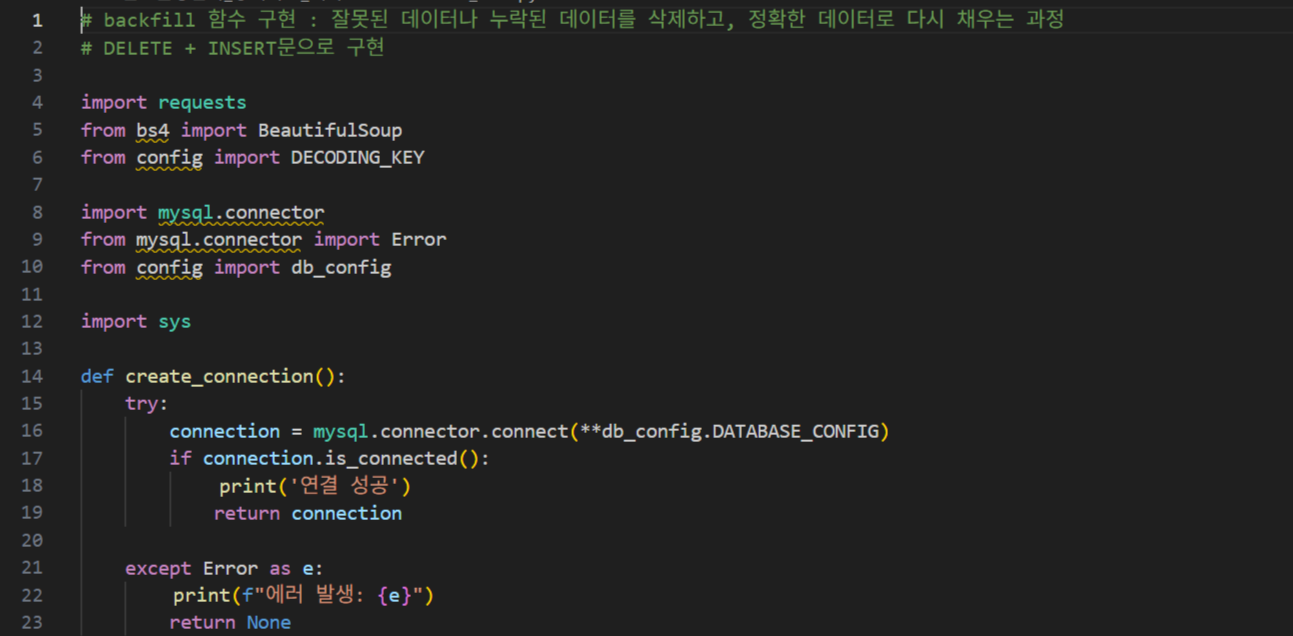 1 # backfill 함수 구현 : 잘못된 데이터나 누락된 데이터를 삭제하고, 정확한 데이터로 다시 채우는 과정
2 # DELETE + INSERT문으로 구현
3
4 import requests
5 from bs4 import BeautifulSoup
6 from config import DECODING_KEY
7
8 import mysql.connector
9 from mysql.connector import Error
10 from config import db_config
11
12 import sys
13
14 def create_connection():
15     try:
16         connection = mysql.connector.connect(**db_config.DATABASE_CONFIG)
17         if connection.is_connected():
18             print('연결 성공')
19             return connection
20
21     except Error as e:
22         print(f"에러 발생: {e}")
23         return None